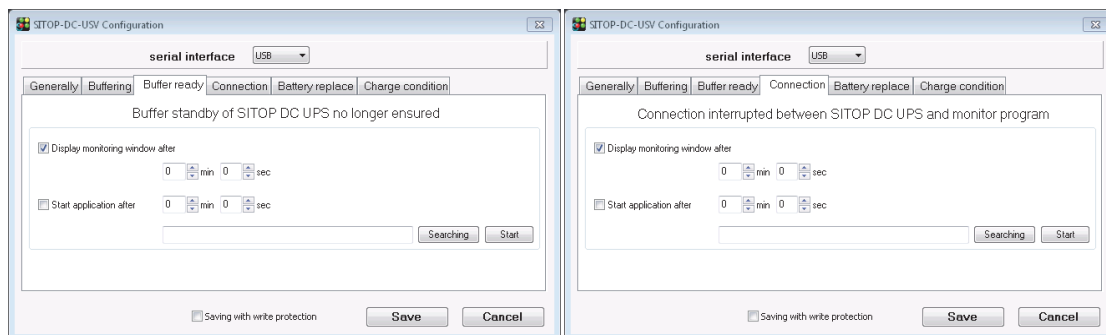 SITOP-DC-USV Configuration
serial interface USB
Generally Buffering Buffer ready Connection Battery replace Charge condition
Buffer standby of SITOP DC UPS no longer ensured
Display monitoring window after
0 min 0 sec
Start application after 0 min 0 sec
Searching Start
Saving with write protection Save Cancel
SITOP-DC-USV Configuration
serial interface USB
Generally Buffering Buffer ready Connection Battery replace Charge condition
Connection interrupted between SITOP DC UPS and monitor program
Display monitoring window after
0 min 0 sec
Start application after 0 min 0 sec
Searching Start
Saving with write protection Save Cancel